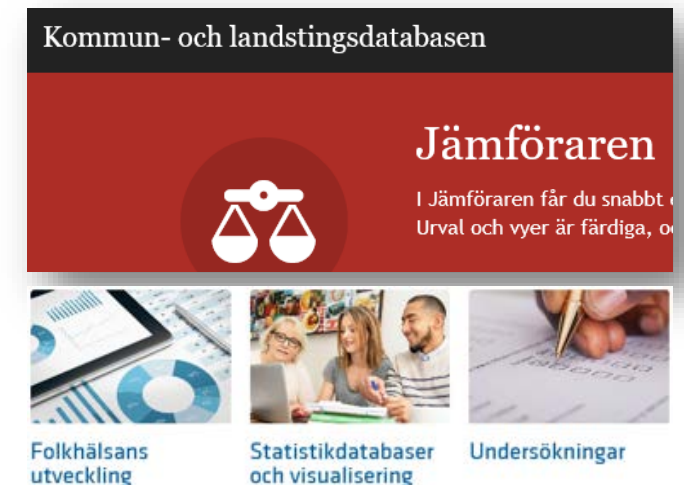 Kommun- och landstingsdatabasen
Jämföraren
I Jämföraren får du snabbt
Urval och vyer är färdiga,
Folkhälsans
utveckling
Statistikdatabaser
och visualisering
Undersökningar